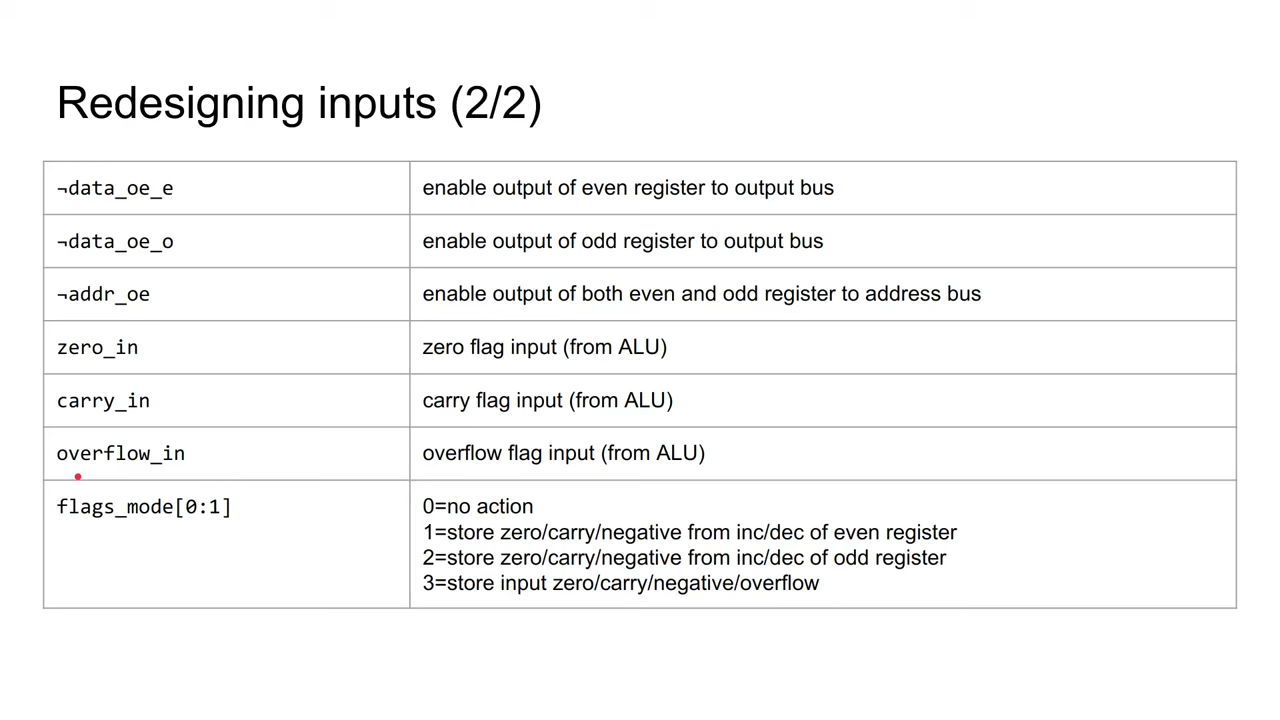 Redesigning inputs (2/2)
¬data_oe_e enable output of even register to output bus
¬data_oe_o enable output of odd register to output bus
¬addr_oe enable output of both even and odd register to address bus
zero_in zero flag input (from ALU)
carry_in carry flag input (from ALU)
overflow_in overflow flag input (from ALU)
flags_mode[0:1] 0=no action
1=store zero/carry/negative from inc/dec of even register
2=store zero/carry/negative from inc/dec of odd register
3=store input zero/carry/negative/overflow